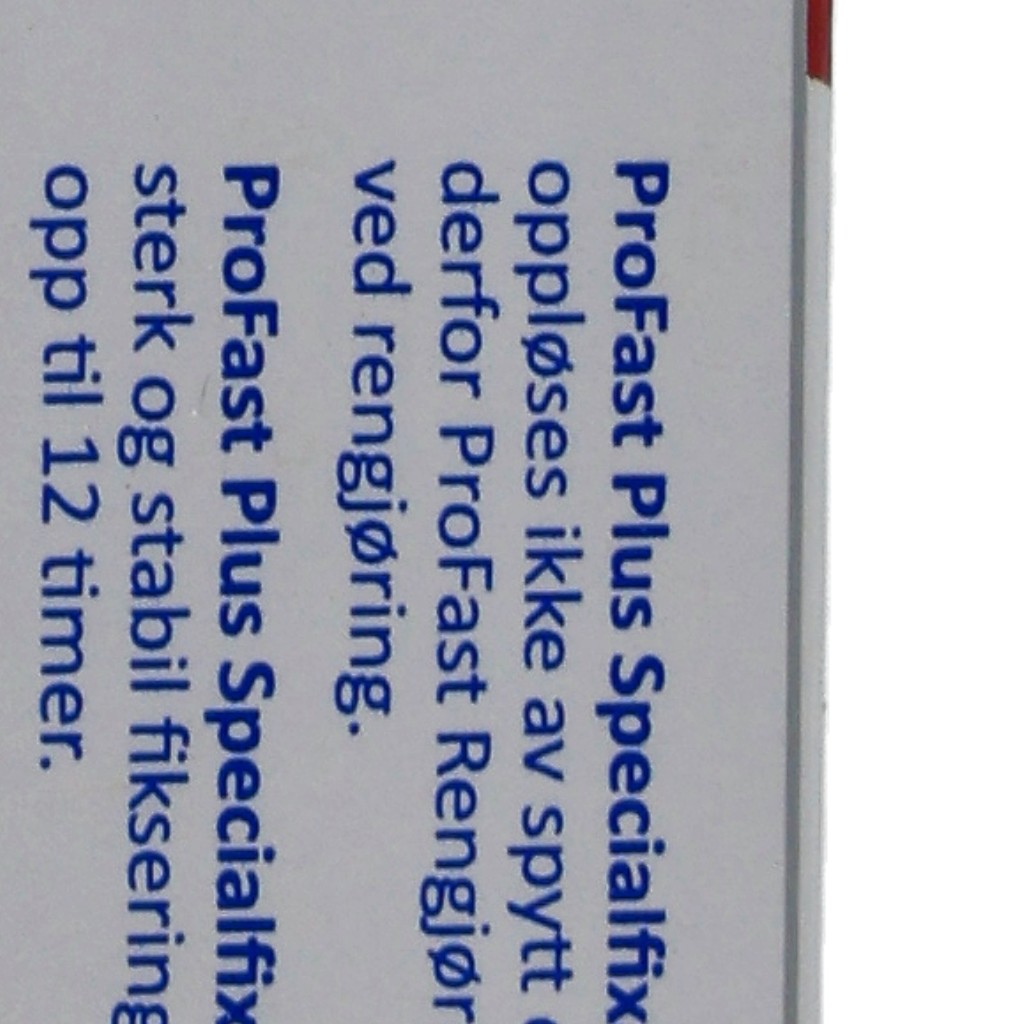 ProFast Plus Specialfix
oppløses ikke av spytt
derfor ProFast Rengjør
ved rengjøring.
ProFast Plus Specialfix
sterk og stabil fiksering
opp til 12 timer.